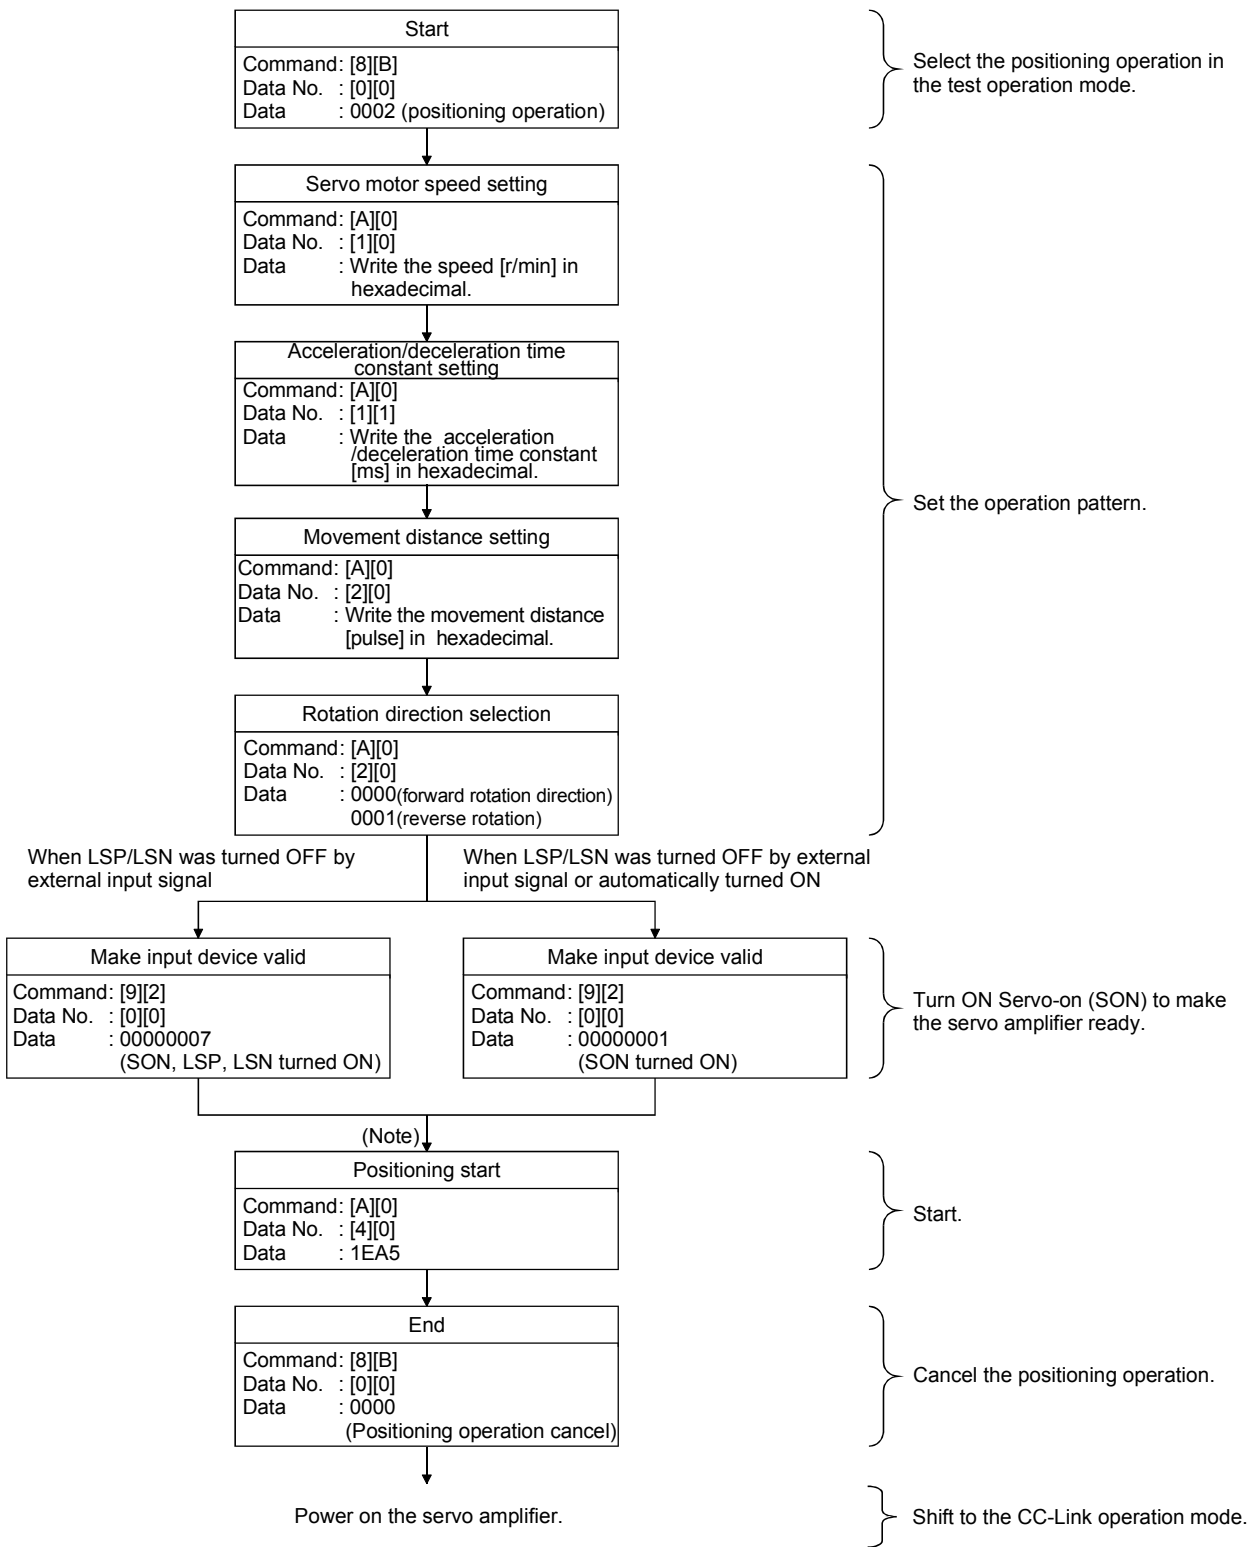 Start
Command: [8][B]
Data No. : [0][0]
Data : 0002 (positioning operation)
Select the positioning operation in
the test operation mode.
Servo motor speed setting
Command: [A][0]
Data No. : [1][0]
Data : Write the speed [r/min] in
hexadecimal.
Acceleration/deceleration time
constant setting
Command: [A][0]
Data No. : [1][1]
Data : Write the acceleration
/deceleration time constant
[ms] in hexadecimal.
Set the operation pattern.
Movement distance setting
Command: [A][0]
Data No. : [2][0]
Data : Write the movement distance
[pulse] in hexadecimal.
Rotation direction selection
Command: [A][0]
Data No. : [2][0]
Data : 0000(forward rotation direction)
0001(reverse rotation)
When LSP/LSN was turned OFF by
external input signal
When LSP/LSN was turned OFF by external
input signal or automatically turned ON
Make input device valid
Command: [9][2]
Data No. : [0][0]
Data : 00000007
(SON, LSP, LSN turned ON)
Make input device valid
Command: [9][2]
Data No. : [0][0]
Data : 00000001
(SON turned ON)
Turn ON Servo-on (SON) to make
the servo amplifier ready.
(Note)
Positioning start
Command: [A][0]
Data No. : [4][0]
Data : 1EA5
Start.
End
Command: [8][B]
Data No. : [0][0]
Data : 0000
(Positioning operation cancel)
Cancel the positioning operation.
Power on the servo amplifier.
Shift to the CC-Link operation mode.